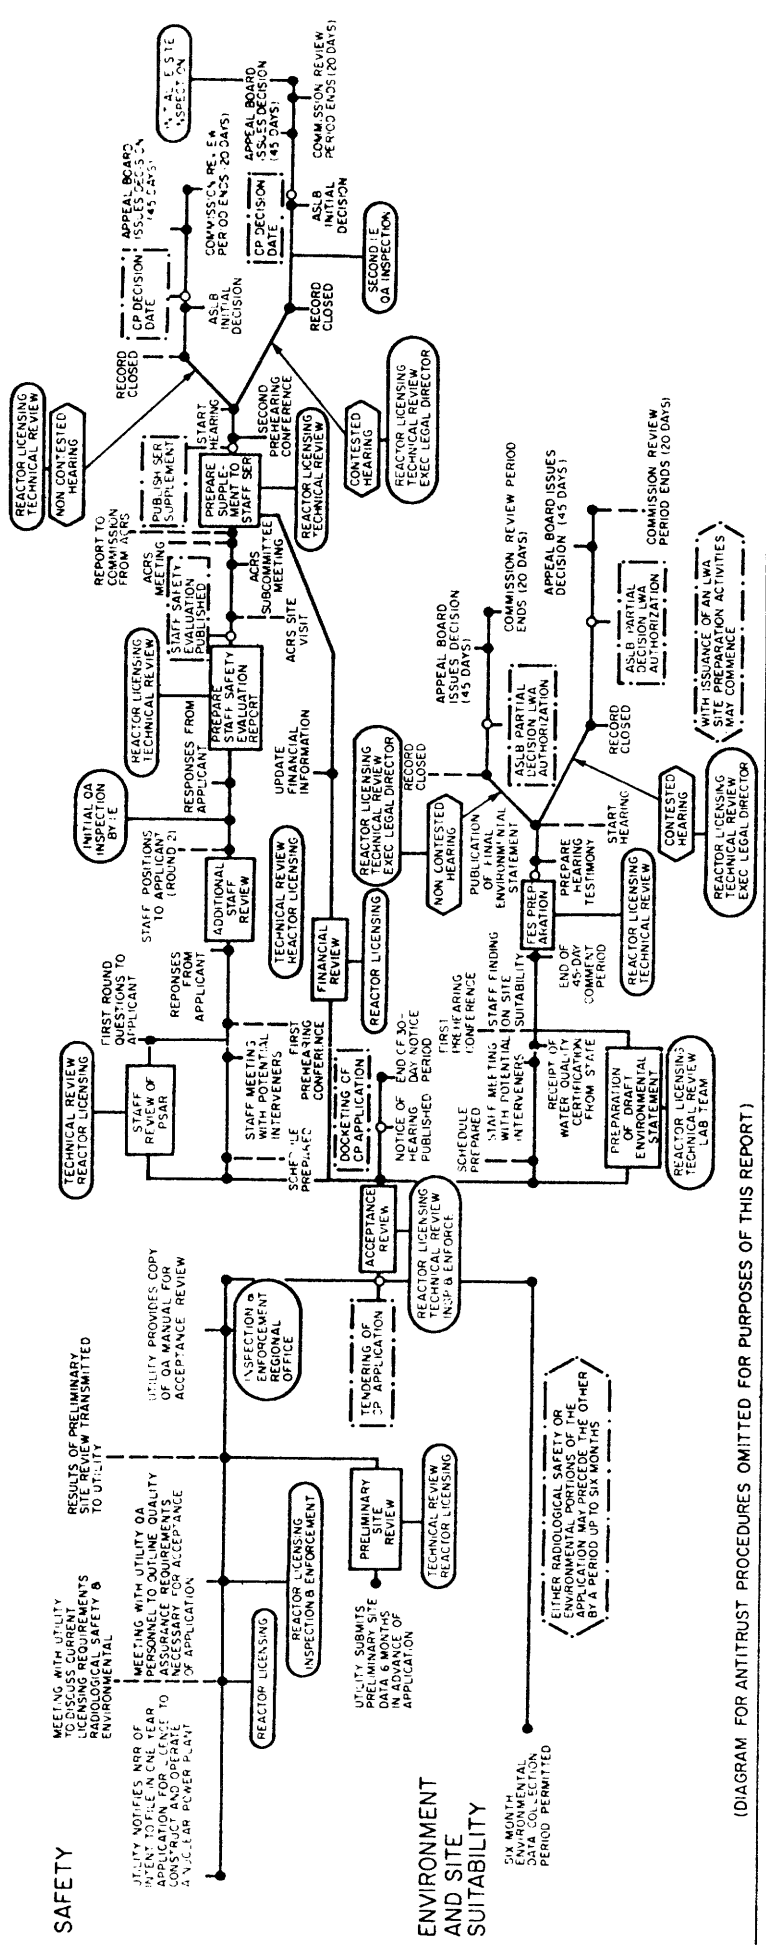 SAFETY
UTILITY NOTIFIES NRR OF
INTENT TO FILE IN ONE YEAR
APPLICATION FOR LICENCE TO
CONSTRUCT AND OPERATE
A NUCLEAR POWER PLANT
MEETING WITH UTILITY
TO DISCUSS CURRENT
LICENSING REQUIREMENTS
RADIOLOGICAL SAFETY &
ENVIRONMENTAL
MEETING WITH UTILITY QA
PERSONNEL TO OUTLINE QUALITY
ASSURANCE REQUIREMENTS
NECESSARY FOR ACCEPTANCE
OF APPLICATION
RESULTS OF PRELIMINARY
SITE REVIEW TRANSMITTED
TO UTILITY
UTILITY PROVIDES COPY
OF QA MANUAL FOR
ACCEPTANCE REVIEW
REACTOR LICENSING
REACTOR LICENSING
INSPECTION & ENFORCEMENT
INSPECTION &
ENFORCEMENT
REGIONAL
OFFICE
UTILITY SUBMITS
PRELIMINARY SITE
DATA 6 MONTHS
IN ADVANCE OF
APPLICATION
PRELIMINARY
SITE
REVIEW
TECHNICAL REVIEW
REACTOR LICENSING
TENDERING OF
CP APPLICATION
ACCEPTANCE
REVIEW
REACTOR LICENSING
TECHNICAL REVIEW
INSP & ENFORCE
DOCKETING OF
CP APPLICATION
NOTICE OF
HEARING
PUBLISHED
END OF 30-
DAY NOTICE
PERIOD
TECHNICAL REVIEW
REACTOR LICENSING
STAFF
REVIEW OF
PSAR
FIRST ROUND
QUESTIONS TO
APPLICANT
SCHEDULE
PREPARED
STAFF MEETING
WITH POTENTIAL
INTERVENERS
FIRST
PREHEARING
CONFERENCE
REPONSES
FROM
APPLICANT
ADDITIONAL
STAFF
REVIEW
TECHNICAL REVIEW
REACTOR LICENSING
STAFF POSITIONS
TO APPLICANT
(ROUND 2)
INITIAL QA
INSPECTION
BY IE
RESPONSES FROM
APPLICANT
REACTOR LICENSING
TECHNICAL REVIEW
PREPARE
STAFF SAFETY
EVALUATION
REPORT
STAFF SAFETY
EVALUATION
PUBLISHED
ACRS SITE
VISIT
ACRS
SUBCOMMITTEE
MEETING
ACRS
MEETING
REPORT TO
COMMISSION
FROM ACRS
FINANCIAL
REVIEW
REACTOR LICENSING
UPDATE
FINANCIAL
INFORMATION
PREPARE
SUPPLE-
MENT TO
STAFF SER
REACTOR LICENSING
TECHNICAL REVIEW
PUBLISH SER
SUPPLEMENT
SECOND
PREHEARING
CONFERENCE
START
HEARING
REACTOR LICENSING
TECHNICAL REVIEW
NON CONTESTED
HEARING
RECORD
CLOSED
ASLB
INITIAL
DECISION
CP DECISION
DATE
APPEAL BOARD
ISSUES DECISION
(45 DAYS)
COMMISSION REVIEW
PERIOD ENDS (20 DAYS)
CONTESTED
HEARING
REACTOR LICENSING
TECHNICAL REVIEW
EXEC LEGAL DIRECTOR
RECORD
CLOSED
SECOND IE
QA INSPECTION
ASLB
INITIAL
DECISION
CP DECISION
DATE
APPEAL BOARD
ISSUES DECISION
(45 DAYS)
COMMISSION REVIEW
PERIOD ENDS (20 DAYS)
INITIAL IE SITE
INSPECTION
ENVIRONMENT
AND SITE
SUITABILITY
SIX MONTH
ENVIRONMENTAL
DATA COLLECTION
PERIOD PERMITTED
EITHER RADIOLOGICAL SAFETY OR
ENVIRONMENTAL PORTIONS OF THE
APPLICATION MAY PRECEDE THE OTHER
BY A PERIOD UP TO SIX MONTHS
SCHEDULE
PREPARED
STAFF MEETING
WITH POTENTIAL
INTERVENERS
FIRST
PREHEARING
CONFERENCE
STAFF FINDING
ON SITE
SUITABILITY
RECEIPT OF
WATER QUALITY
CERTIFICATION
FROM STATE
PREPARATION
OF DRAFT
ENVIRONMENTAL
STATEMENT
REACTOR LICENSING
TECHNICAL REVIEW
LAB TEAM
END OF
45-DAY
COMMENT
PERIOD
FES PREP-
ARATION
REACTOR LICENSING
TECHNICAL REVIEW
PUBLICATION
OF FINAL
ENVIRONMENTAL
STATEMENT
PREPARE
HEARING
TESTIMONY
START
HEARING
REACTOR LICENSING
TECHNICAL REVIEW
EXEC LEGAL DIRECTOR
NON CONTESTED
HEARING
RECORD
CLOSED
ASLB PARTIAL
DECISION LWA
AUTHORIZATION
APPEAL BOARD
ISSUES DECISION
(45 DAYS)
COMMISSION REVIEW PERIOD
ENDS (20 DAYS)
CONTESTED
HEARING
REACTOR LICENSING
TECHNICAL REVIEW
EXEC LEGAL DIRECTOR
RECORD
CLOSED
ASLB PARTIAL
DECISION LWA
AUTHORIZATION
APPEAL BOARD ISSUES
DECISION (45 DAYS)
COMMISSION REVIEW
PERIOD ENDS (20 DAYS)
WITH ISSUANCE OF AN LWA
SITE PREPARATION ACTIVITIES
MAY COMMENCE
(DIAGRAM FOR ANTITRUST PROCEDURES OMITTED FOR PURPOSES OF THIS REPORT)